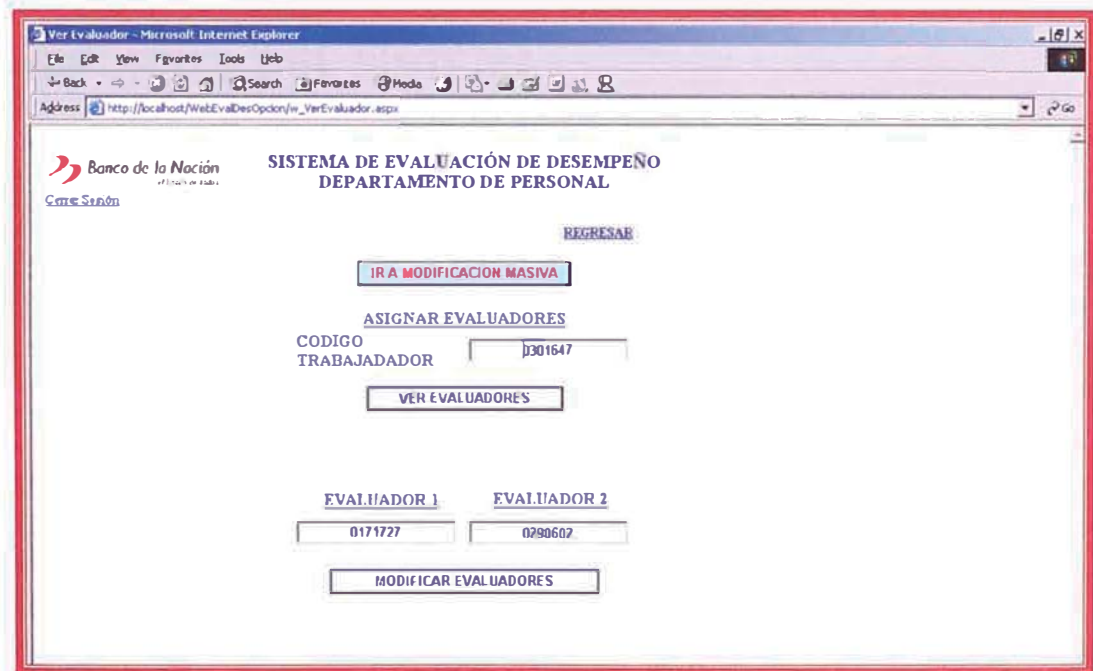 Ver Evaluador - Microsoft Internet Explorer
File Edit View Favorites Tools Help
Back Search Favorites Media
Address http://localhost/WebEvalDesOpcion/w_VerEvaluador.aspx Go
Banco de la Nación
SISTEMA DE EVALUACIÓN DE DESEMPEÑO
DEPARTAMENTO DE PERSONAL
Cerrar Sesión
REGRESAR
IR A MODIFICACION MASIVA
ASIGNAR EVALUADORES
CODIGO
TRABAJADADOR
0301647
VER EVALUADORES
EVALUADOR 1 EVALUADOR 2
0171727 0290602
MODIFICAR EVALUADORES